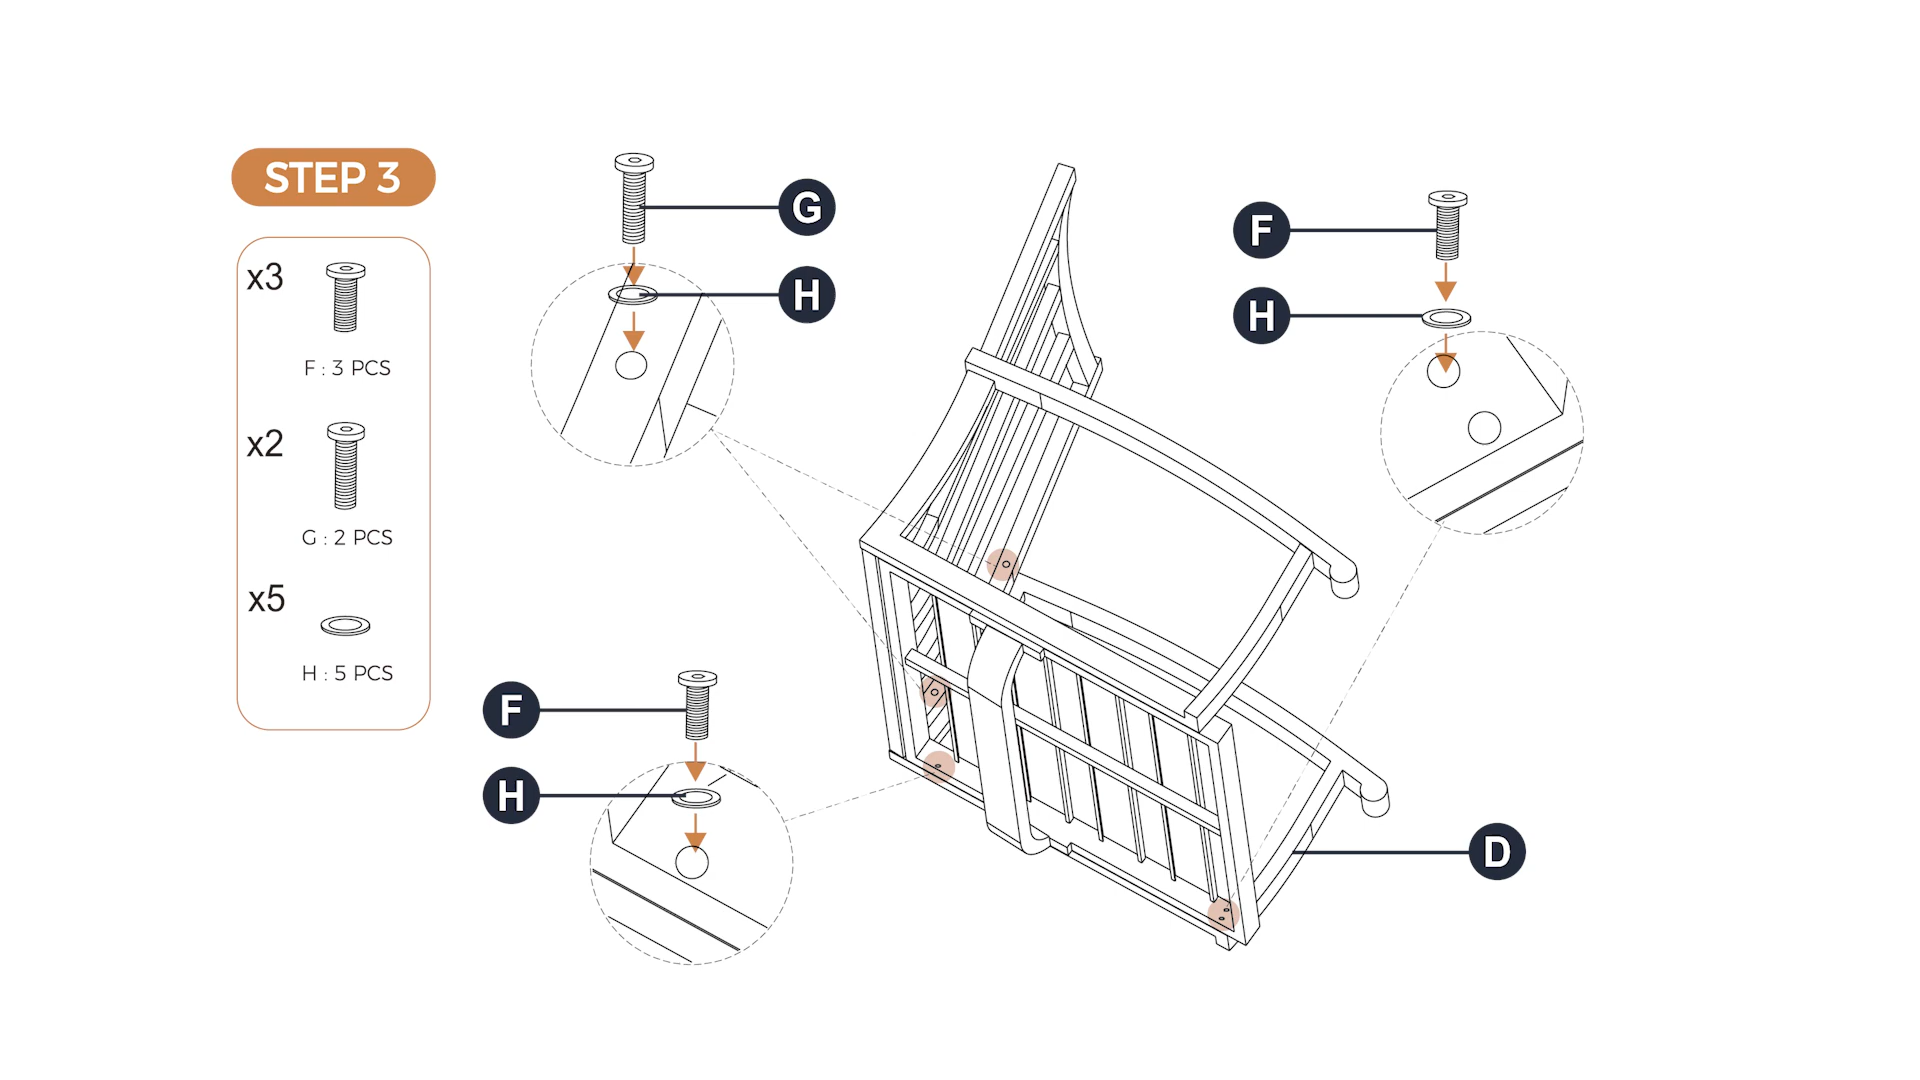 STEP 3
x3
F : 3 PCS
x2
G : 2 PCS
x5
H : 5 PCS
G
H
F
H
F
H
D